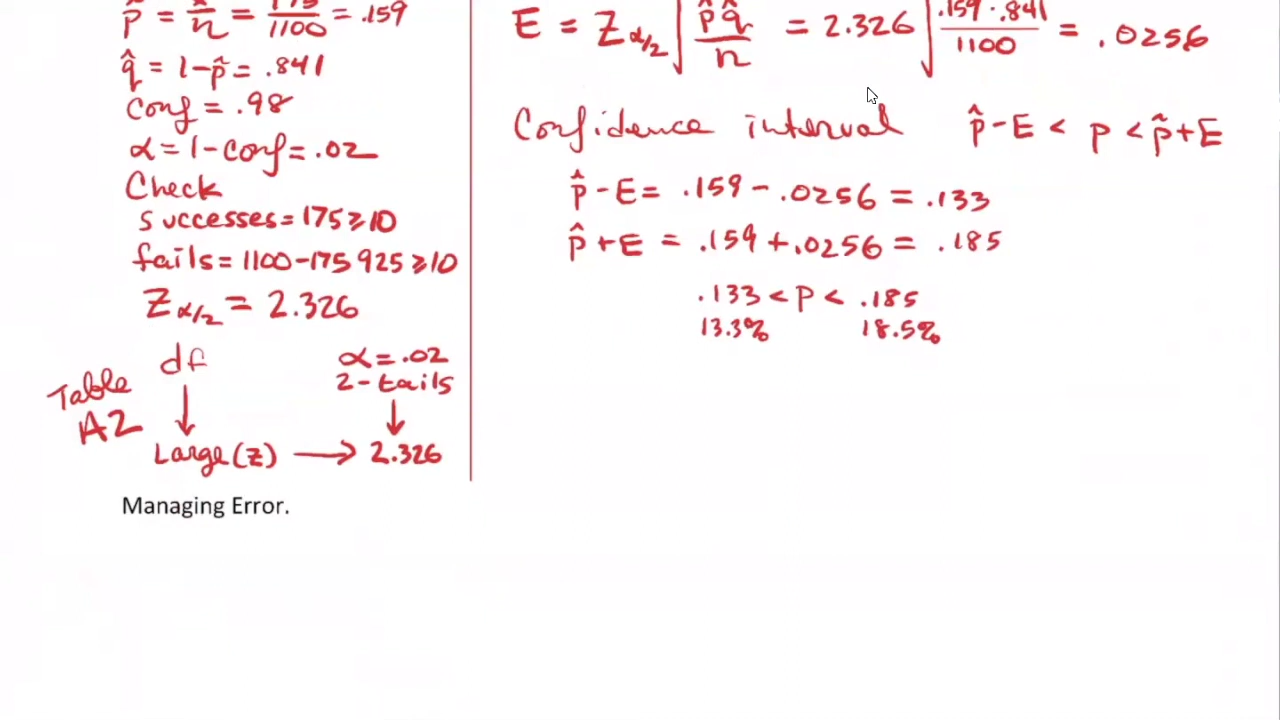 p̂ = x/n = 175/1100 = .159
q̂ = 1-p̂ = .841
Conf = .98
α = 1-Conf = .02
Check
Successes = 175 ≥ 10
fails = 1100-175 925 ≥ 10
Z α/2 = 2.326
Table A2
df α = .02
2-tails
↓ ↓
Large(z) → 2.326
Managing Error.
E = Z α/2 √(p̂ q̂ / n) = 2.326 √(.159 · .841 / 1100) = .0256
Confidence interval p̂-E < p < p̂+E
p̂-E = .159 - .0256 = .133
p̂+E = .159 + .0256 = .185
.133 < p < .185
13.3% 18.5%